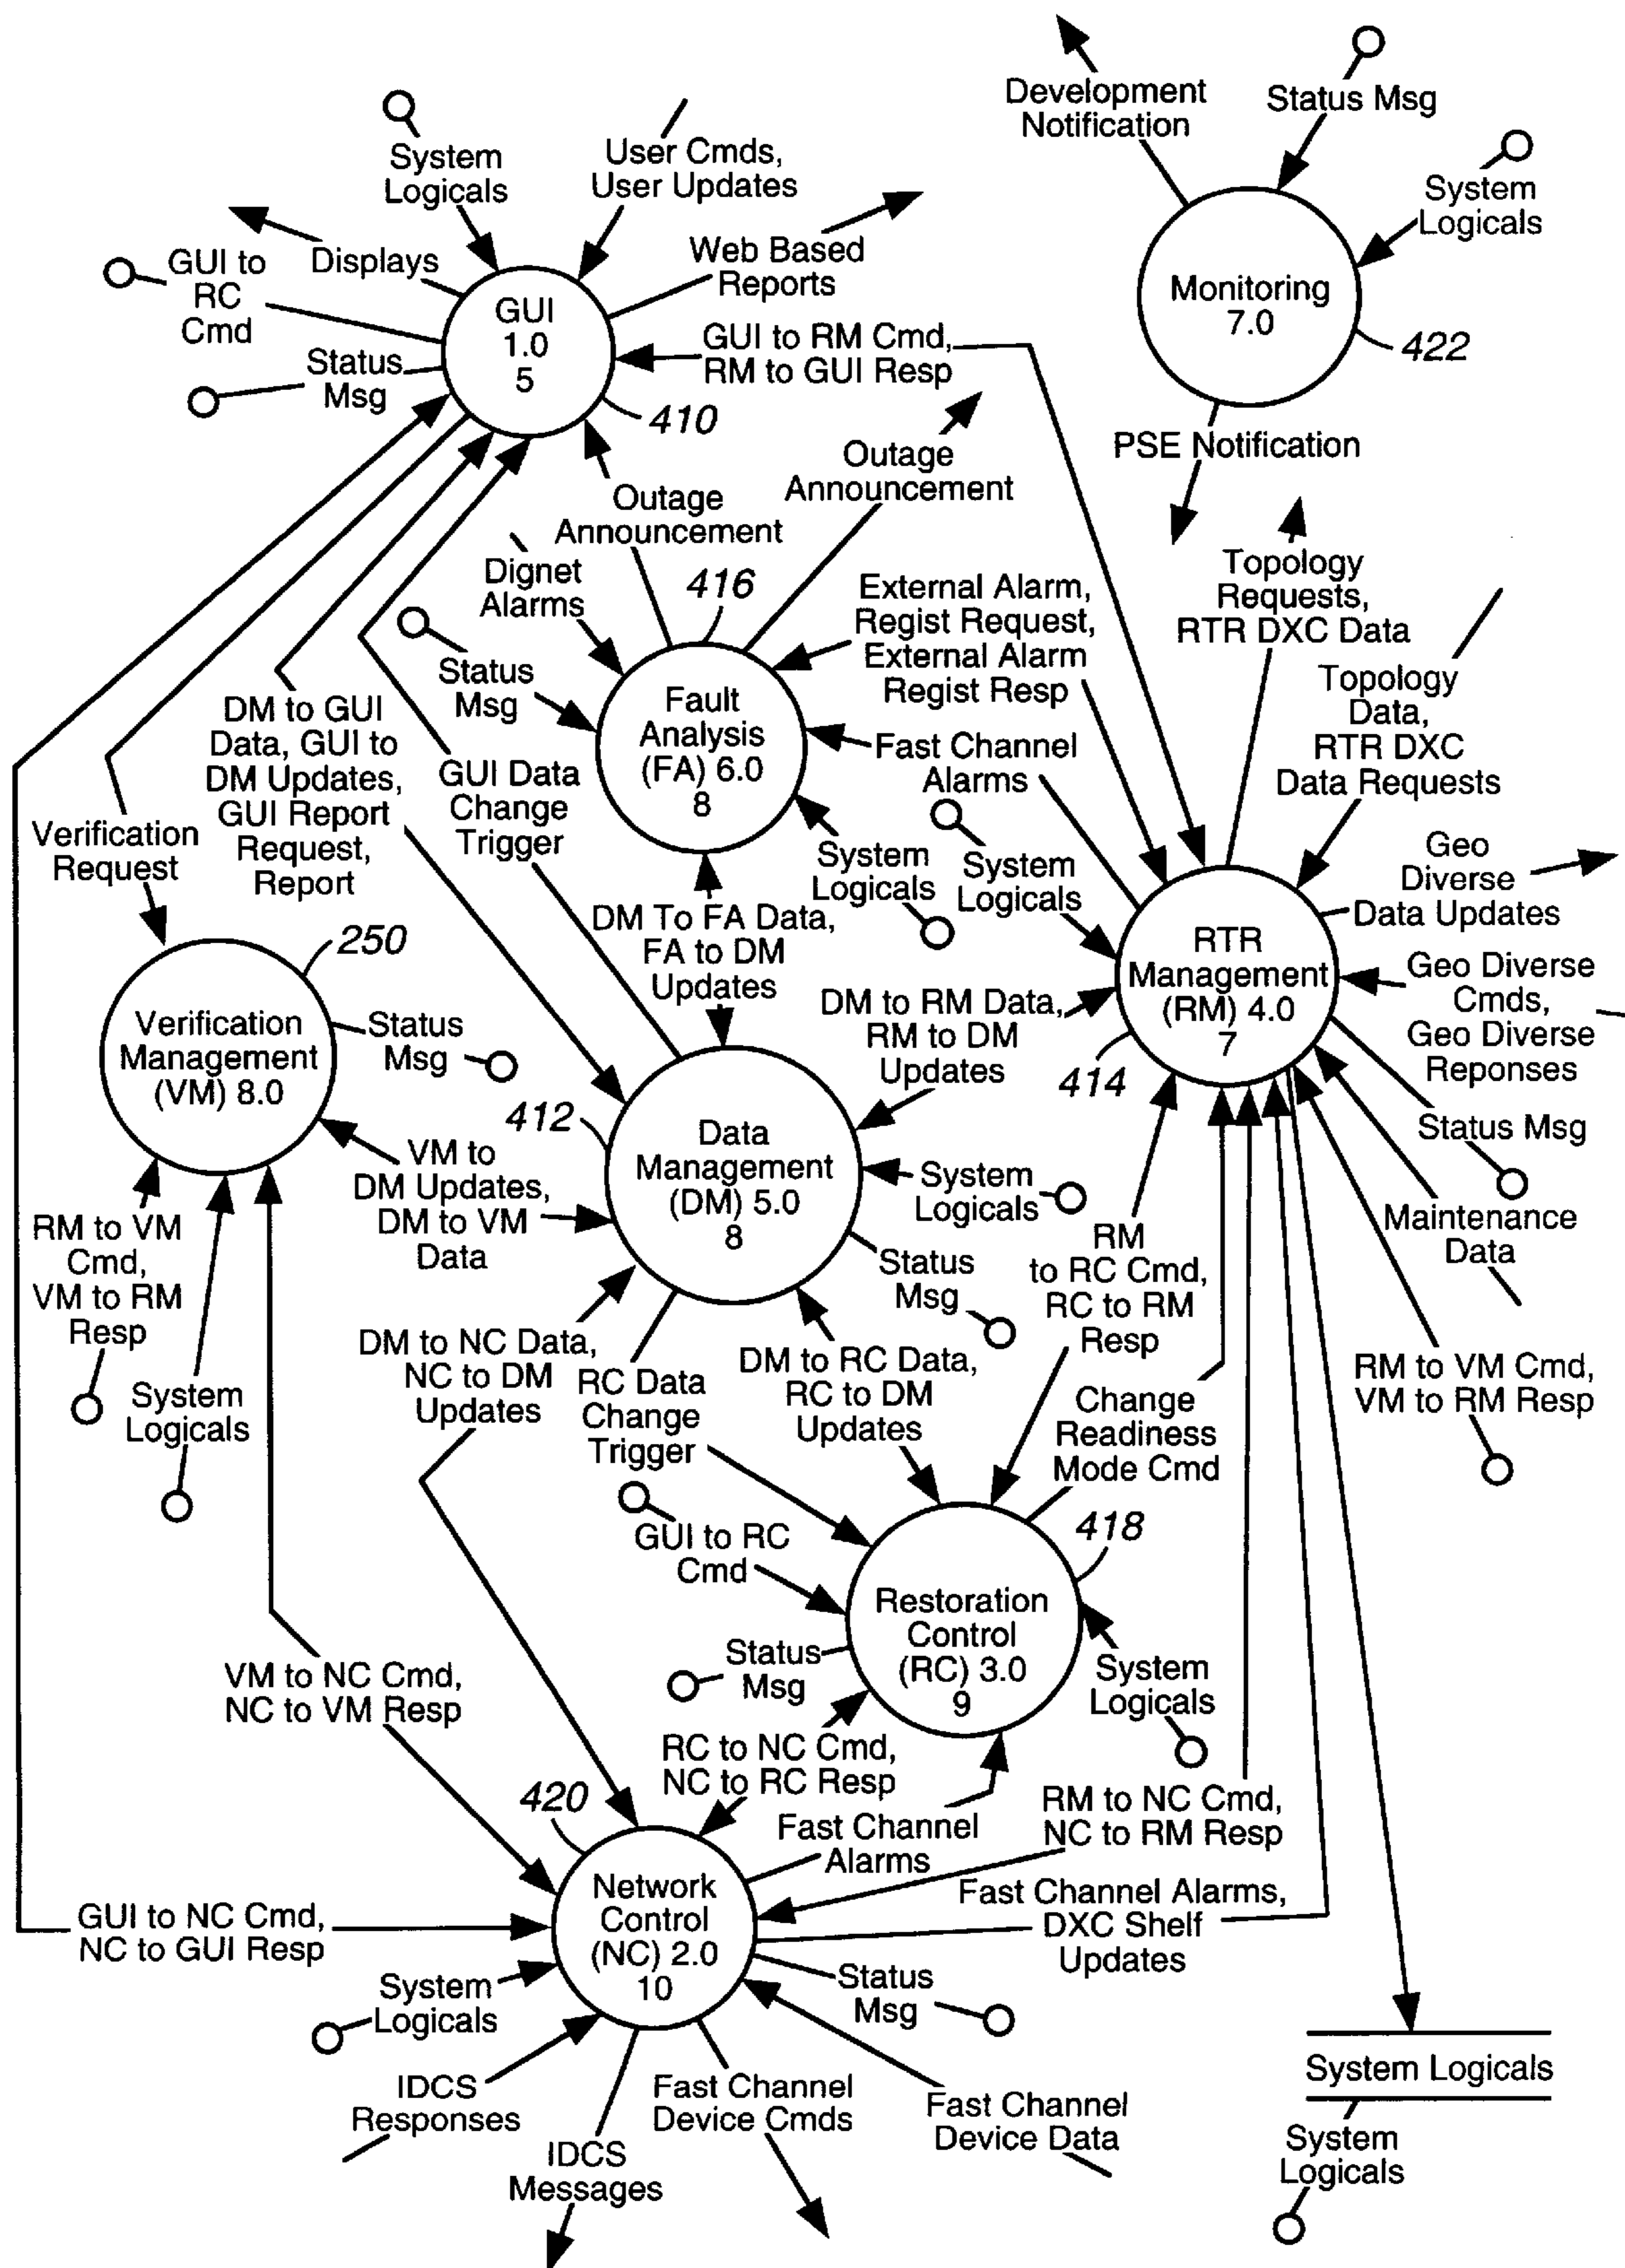 Development
Notification
Status Msg
System
Logicals
Monitoring
7.0
422
PSE Notification
System
Logicals
User Cmds,
User Updates
Displays
Web Based
Reports
GUI to
RC
Cmd
Status
Msg
GUI
1.0
5
410
GUI to RM Cmd,
RM to GUI Resp
Outage
Announcement
Outage
Announcement
Dignet
Alarms
416
Status
Msg
Fault
Analysis
(FA) 6.0
8
External Alarm,
Regist Request,
External Alarm
Regist Resp
Fast Channel
Alarms
System
Logicals
System
Logicals
Topology
Requests,
RTR DXC Data
Topology
Data,
RTR DXC
Data Requests
Geo
Diverse
Data Updates
Geo Diverse
Cmds,
Geo Diverse
Reponses
RTR
Management
(RM) 4.0
7
414
Status Msg
Maintenance
Data
RM to VM Cmd,
VM to RM Resp
DM to GUI
Data, GUI to
DM Updates,
GUI Report
Request,
Report
GUI Data
Change
Trigger
Verification
Request
250
Verification
Management
(VM) 8.0
Status
Msg
DM To FA Data,
FA to DM
Updates
DM to RM Data,
RM to DM
Updates
412
Data
Management
(DM) 5.0
8
System
Logicals
Status
Msg
VM to
DM Updates,
DM to VM
Data
RM to VM
Cmd,
VM to RM
Resp
System
Logicals
DM to NC Data,
NC to DM
Updates
RC Data
Change
Trigger
DM to RC Data,
RC to DM
Updates
RM
to RC Cmd,
RC to RM
Resp
Change
Readiness
Mode Cmd
418
GUI to RC
Cmd
Restoration
Control
(RC) 3.0
9
Status
Msg
System
Logicals
VM to NC Cmd,
NC to VM Resp
RC to NC Cmd,
NC to RC Resp
420
Fast Channel
Alarms
RM to NC Cmd,
NC to RM Resp
Fast Channel Alarms,
DXC Shelf
Updates
GUI to NC Cmd,
NC to GUI Resp
Network
Control
(NC) 2.0
10
System
Logicals
Status
Msg
IDCS
Responses
IDCS
Messages
Fast Channel
Device Cmds
Fast Channel
Device Data
System Logicals
System
Logicals